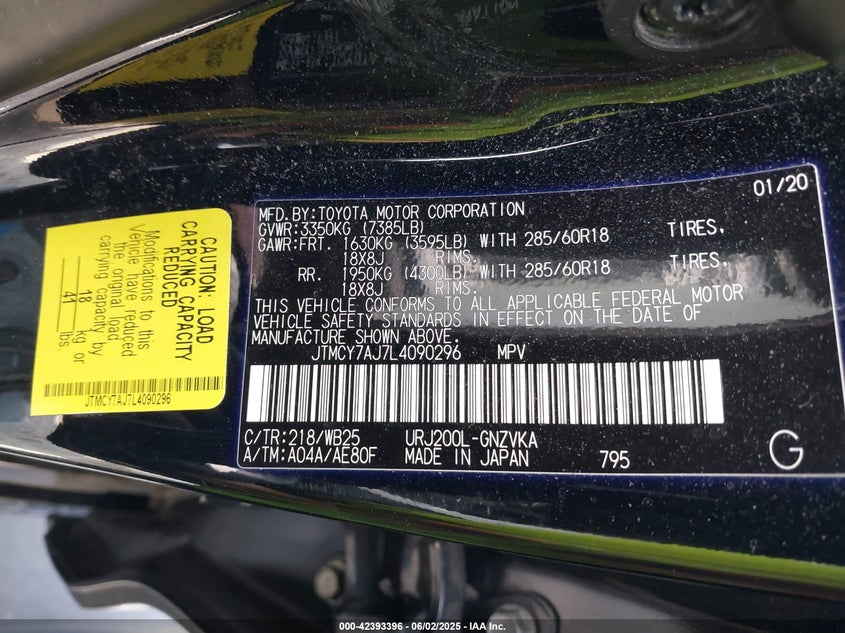 01/20
MFD.BY:TOYOTA MOTOR CORPORATION
GVWR:3350KG (7385LB)
GAWR:FRT. 1630KG (3595LB) WITH 285/60R18 TIRES,
18X8J RIMS.
RR. 1950KG (4300LB) WITH 285/60R18 TIRES,
18X8J RIMS.
THIS VEHICLE CONFORMS TO ALL APPLICABLE FEDERAL MOTOR
VEHICLE SAFETY STANDARDS IN EFFECT ON THE DATE OF
MANUFACTURE SHOWN ABOVE.
JTMCY7AJ7L4090296 MPV
C/TR:218/WB25 URJ200L-GNZVKA
A/TM:A04A/AE80F MADE IN JAPAN 795 G
CAUTION: LOAD
CARRYING CAPACITY
REDUCED
Modifications to this
Vehicle have reduced
the original load
carrying capacity by
18 kg or
41 lbs.
JTMCY7AJ7L4090296
000-42393396 - 06/02/2025 - IAA Inc.